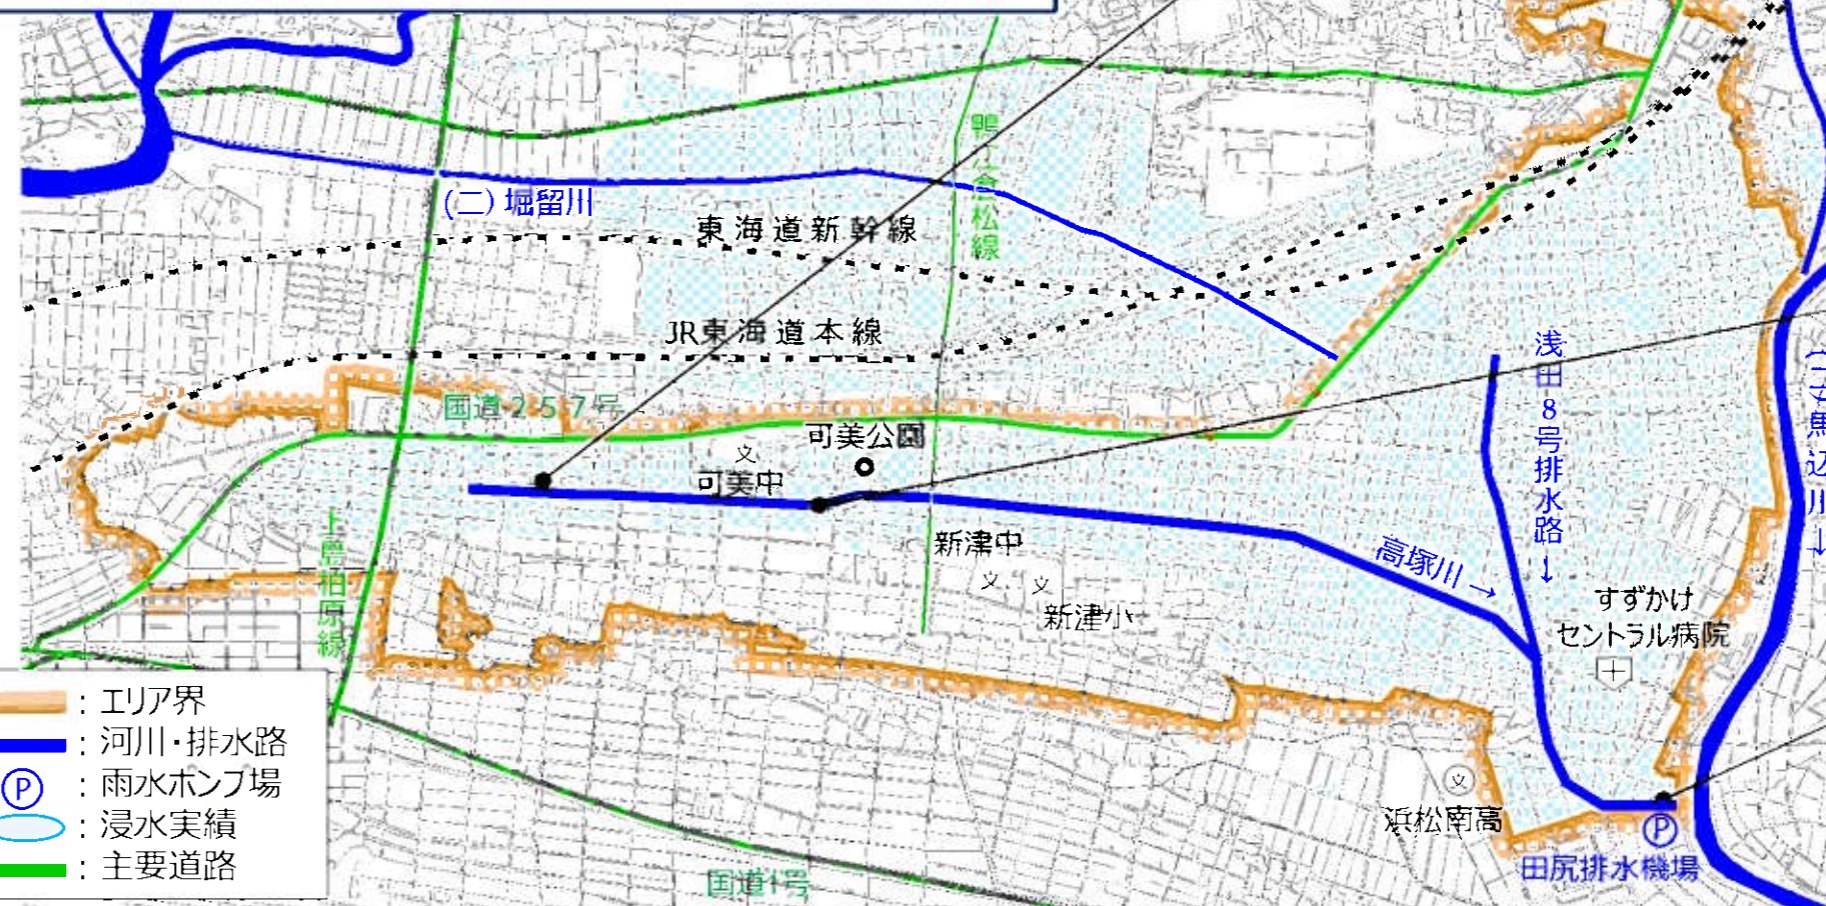 鴨江倉松線
(二) 堀留川
東海道新幹線
JR東海道本線
浅田8号排水路↓
国道257号
可美公園
文
可美中
新津中
文 文
新津小
高塚川→
すずかけ
セントラル病院
川↓
柏原線
: エリア界
: 河川・排水路
P : 雨水ポンプ場
: 浸水実績
: 主要道路
文
浜松南高
P
田尻排水機場
国道1号